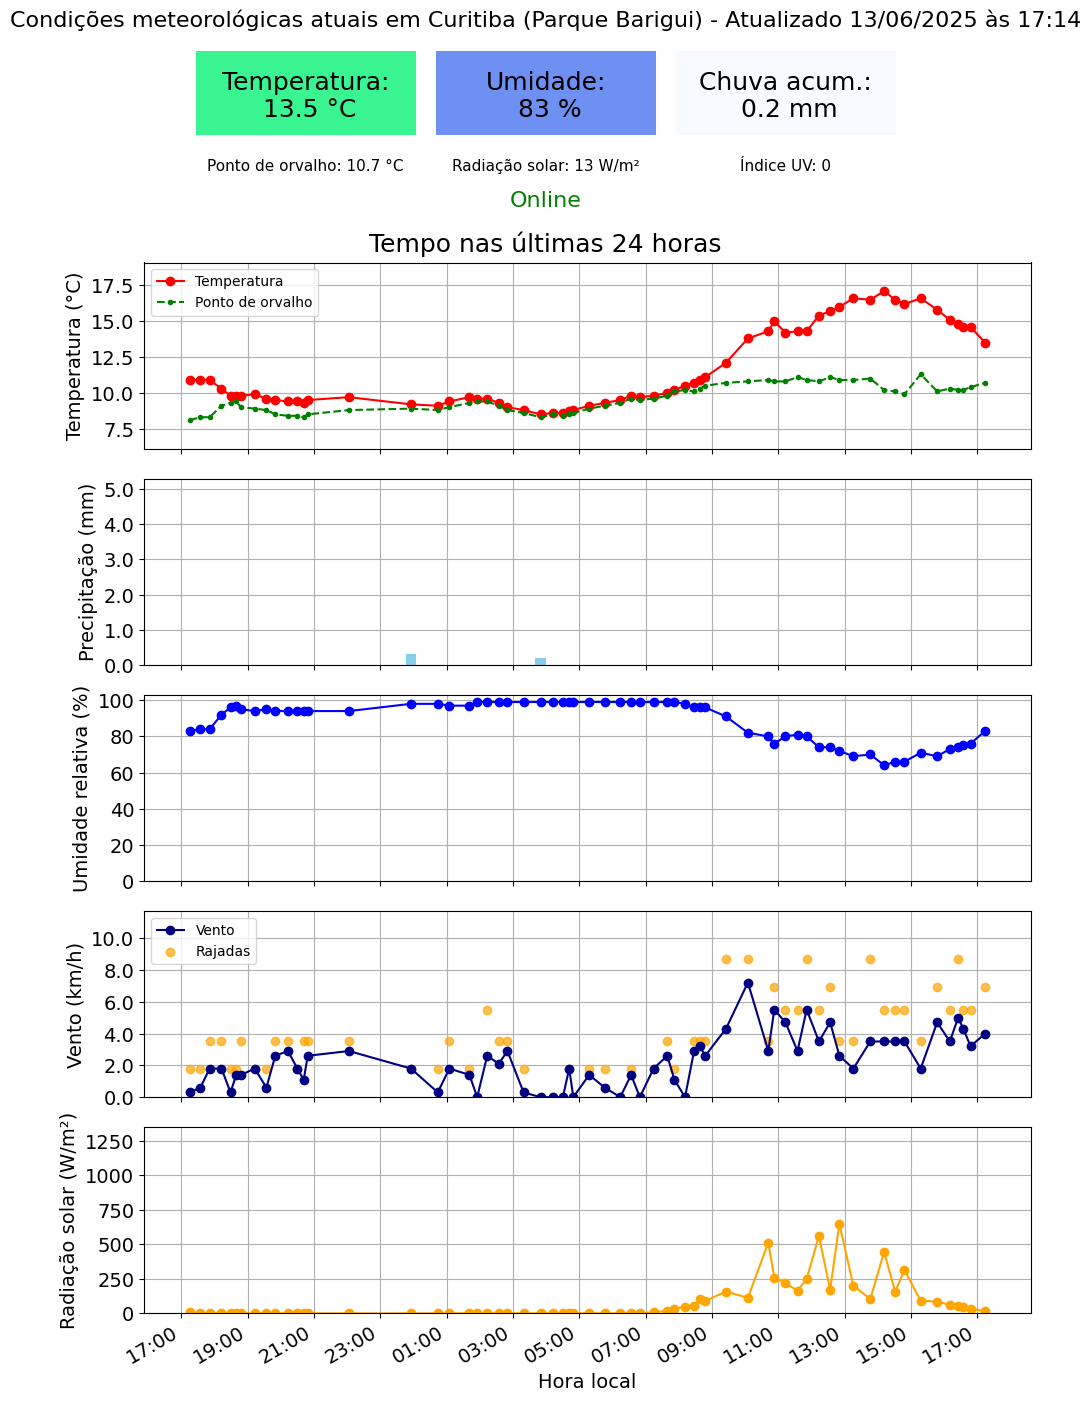 Condições meteorológicas atuais em Curitiba (Parque Barigui) - Atualizado 13/06/2025 às 17:14
Temperatura:
13.5 °C
Umidade:
83 %
Chuva acum.:
0.2 mm
Ponto de orvalho: 10.7 °C
Radiação solar: 13 W/m²
Índice UV: 0
Online
Tempo nas últimas 24 horas
Temperatura (°C)
17.5
15.0
12.5
10.0
7.5
Temperatura
Ponto de orvalho
Precipitação (mm)
5.0
4.0
3.0
2.0
1.0
0.0
Umidade relativa (%)
100
80
60
40
20
0
Vento (km/h)
10.0
8.0
6.0
4.0
2.0
0.0
Vento
Rajadas
Radiação solar (W/m²)
1250
1000
750
500
250
0
17:00
19:00
21:00
23:00
01:00
03:00
05:00
07:00
09:00
11:00
13:00
15:00
17:00
Hora local